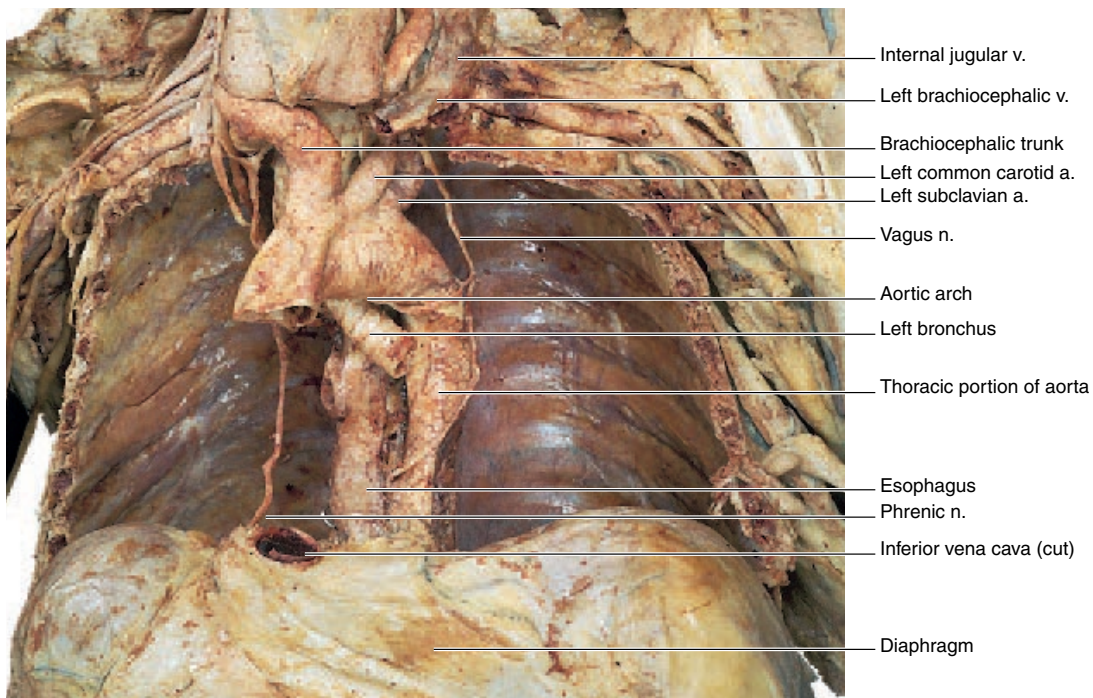 Internal jugular v.
Left brachiocephalic v.
Brachiocephalic trunk
Left common carotid a.
Left subclavian a.
Vagus n.
Aortic arch
Left bronchus
Thoracic portion of aorta
Esophagus
Phrenic n.
Inferior vena cava (cut)
Diaphragm